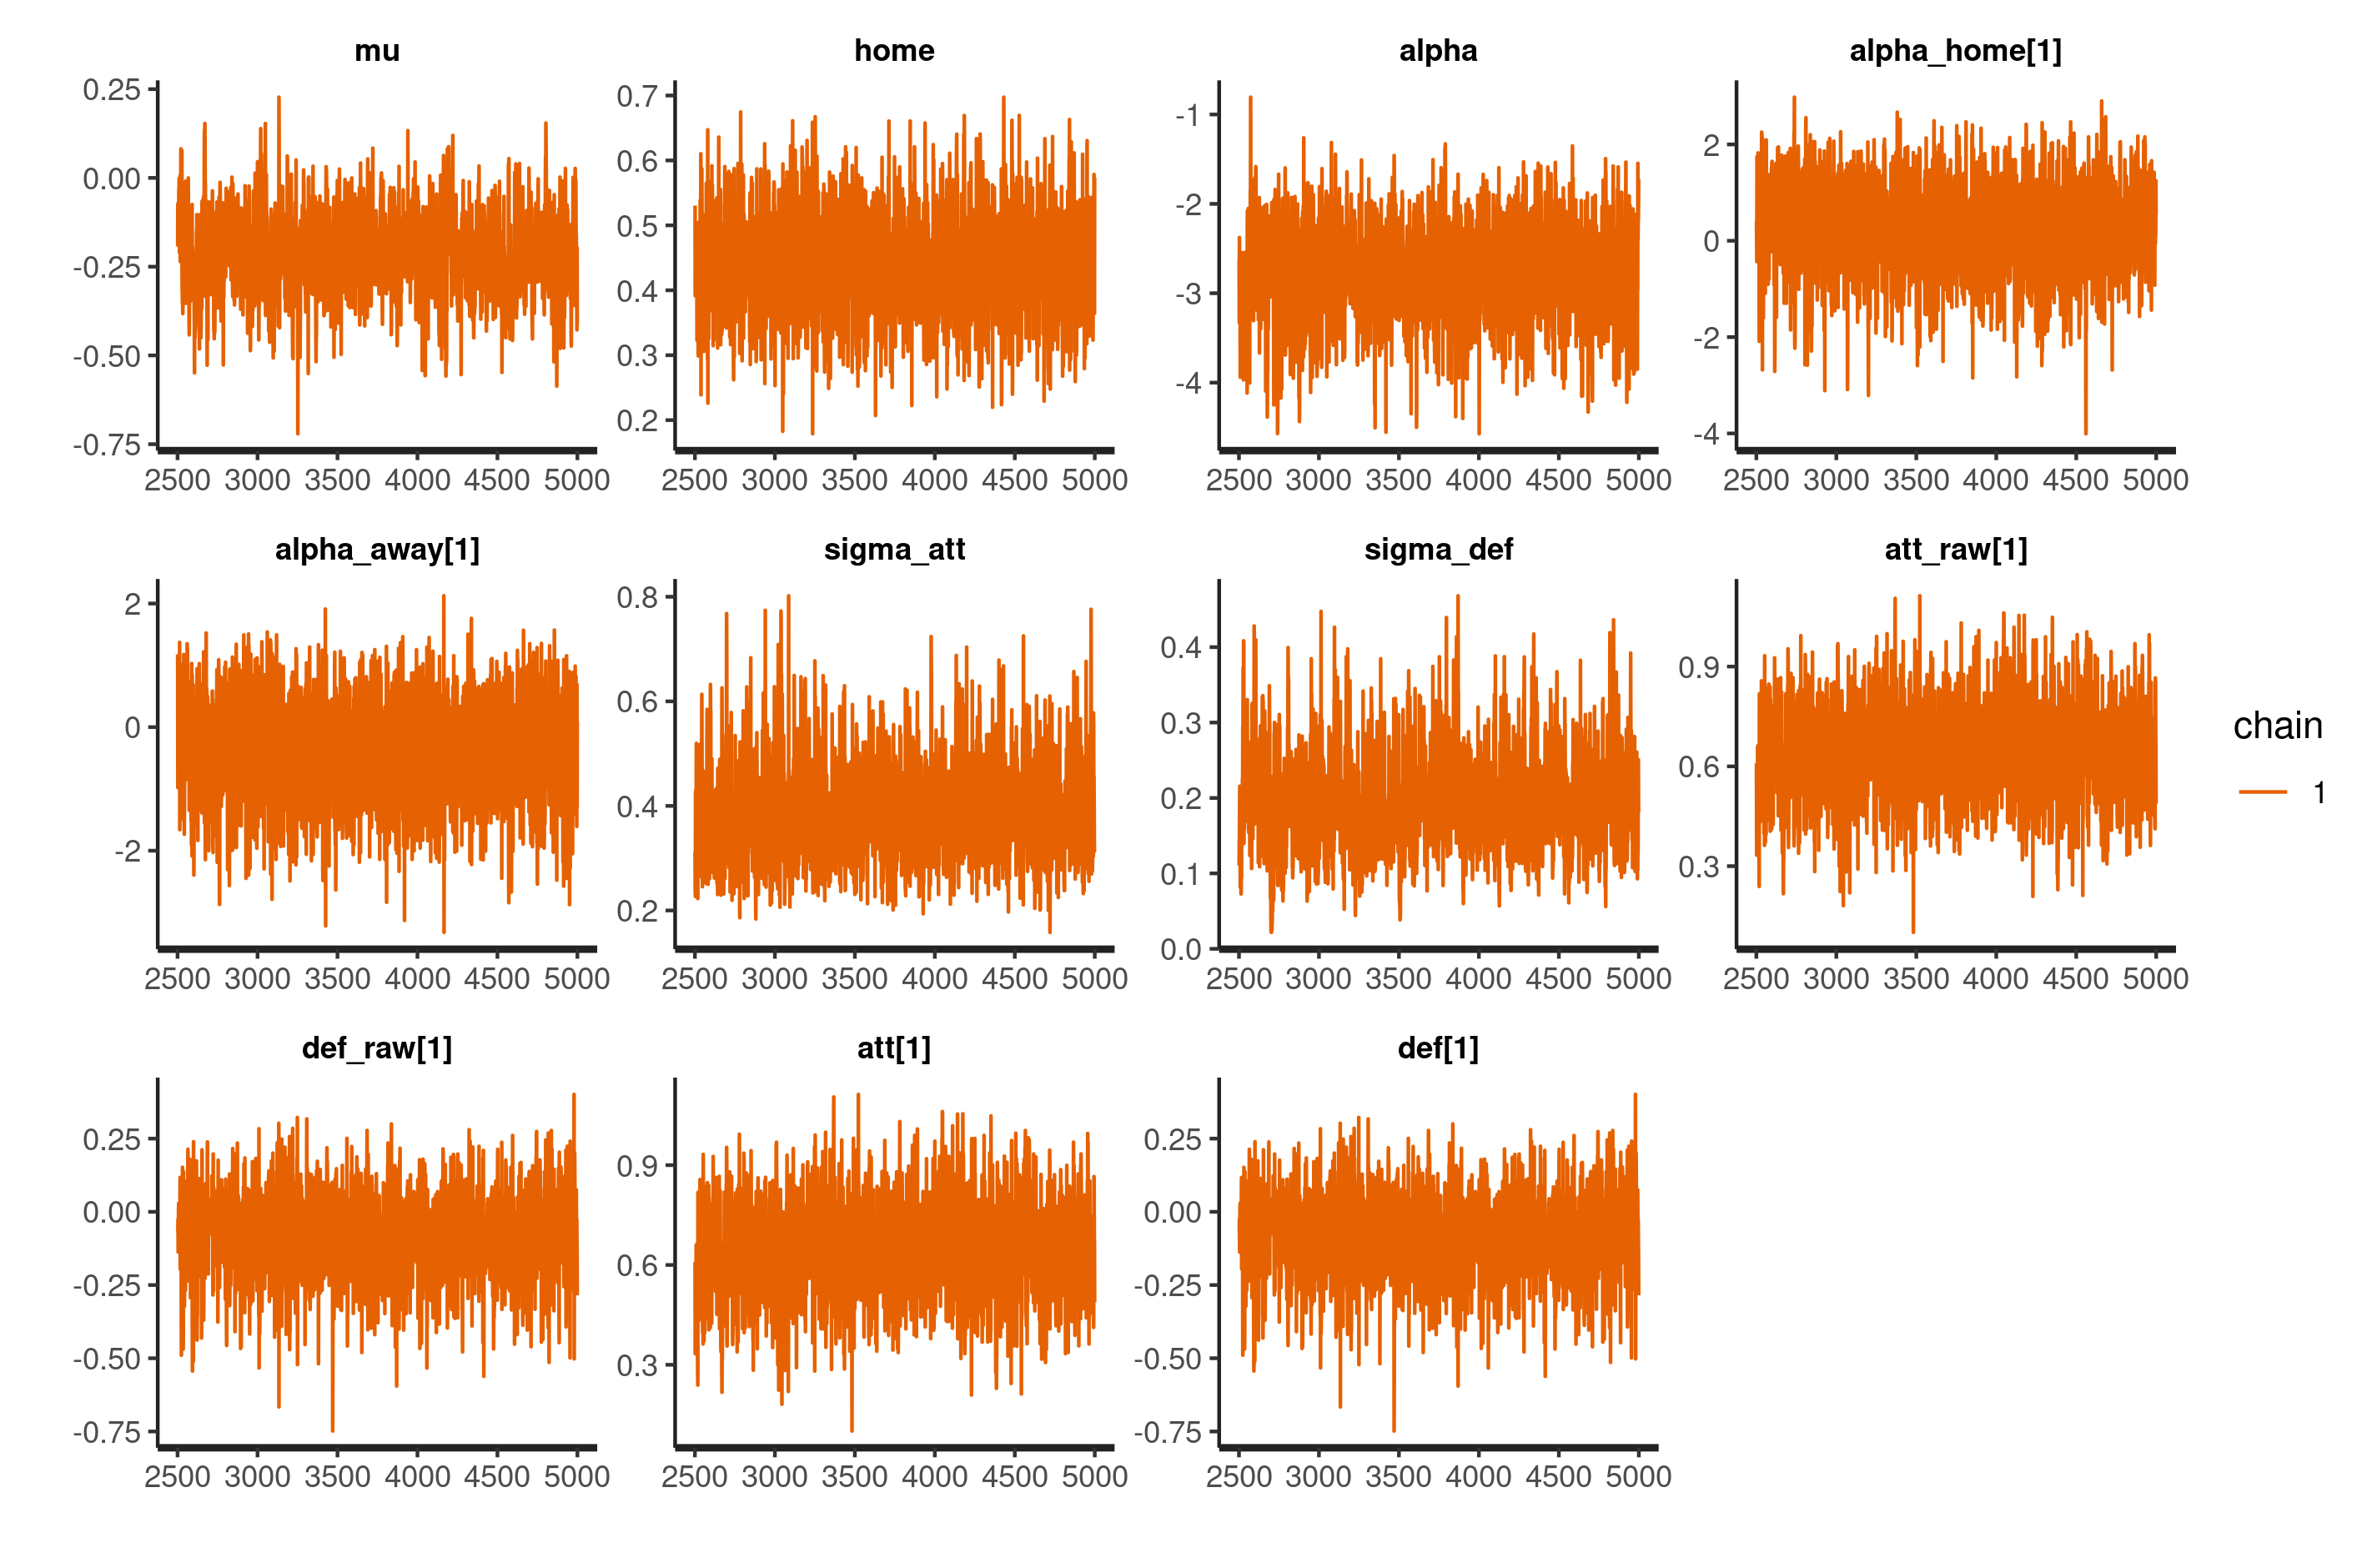 mu home alpha alpha_home[1]
0.25 0.7
-1
0.00 0.6 2
-2
0.5 0
-0.25 0.4 -3
-2
-0.50 0.3
-4
0.2
-0.75 -4
2500 3000 3500 4000 4500 5000 2500 3000 3500 4000 4500 5000 2500 3000 3500 4000 4500 5000 2500 3000 3500 4000 4500 5000
alpha_away[1] sigma_att sigma_def att_raw[1]
2 0.8
0.4 0.9
0.6 0.3 chain
0
0.6
0.4 0.2 1
-2 0.1 0.3
0.2
0.0
2500 3000 3500 4000 4500 5000 2500 3000 3500 4000 4500 5000 2500 3000 3500 4000 4500 5000 2500 3000 3500 4000 4500 5000
def_raw[1] att[1] def[1]
0.25 0.9 0.25
0.00 0.00
0.6
-0.25 -0.25
-0.50 0.3 -0.50
-0.75 -0.75
2500 3000 3500 4000 4500 5000 2500 3000 3500 4000 4500 5000 2500 3000 3500 4000 4500 5000